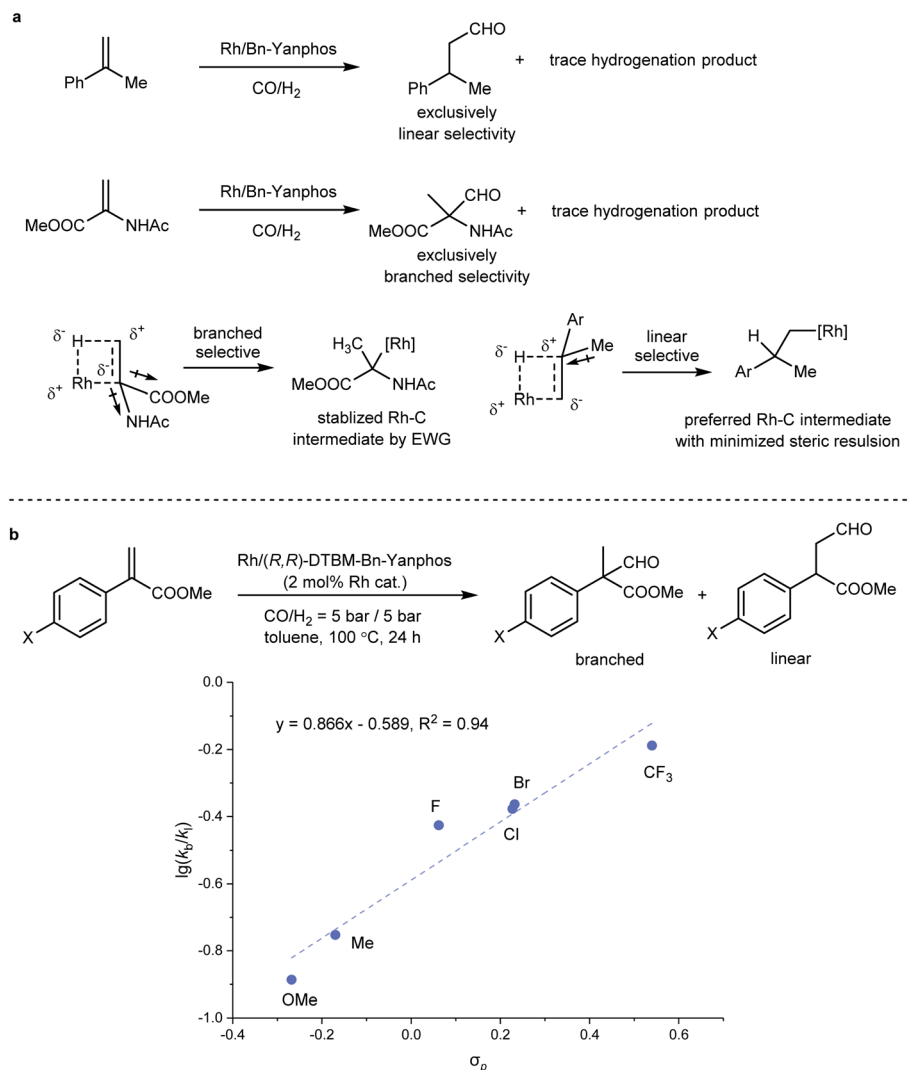 a
Rh/Bn-Yanphos
CO/H2
Ph
Me
CHO
Ph
Me
exclusively
linear selectivity
+
trace hydrogenation product
MeOOC
NHAc
Rh/Bn-Yanphos
CO/H2
CHO
MeOOC
NHAc
exclusively
branched selectivity
+
trace hydrogenation product
δ-
H
δ+
δ-
δ+
Rh
COOMe
NHAc
branched
selective
H3C
[Rh]
MeOOC
NHAc
stablized Rh-C
intermediate by EWG
Ar
δ-
H
δ+
Me
δ+
Rh
δ-
linear
selective
H
[Rh]
Ar
Me
preferred Rh-C intermediate
with minimized steric resulsion
b
X
COOMe
Rh/(R,R)-DTBM-Bn-Yanphos
(2 mol% Rh cat.)
CO/H2 = 5 bar / 5 bar
toluene, 100 °C, 24 h
CHO
COOMe
X
branched
+
CHO
COOMe
X
linear
y = 0.866x - 0.589, R2 = 0.94
lg(kb/kl)
0.0
-0.2
-0.4
-0.6
-0.8
-1.0
OMe
Me
F
Cl
Br
CF3
-0.4
-0.2
0.0
0.2
0.4
0.6
σp